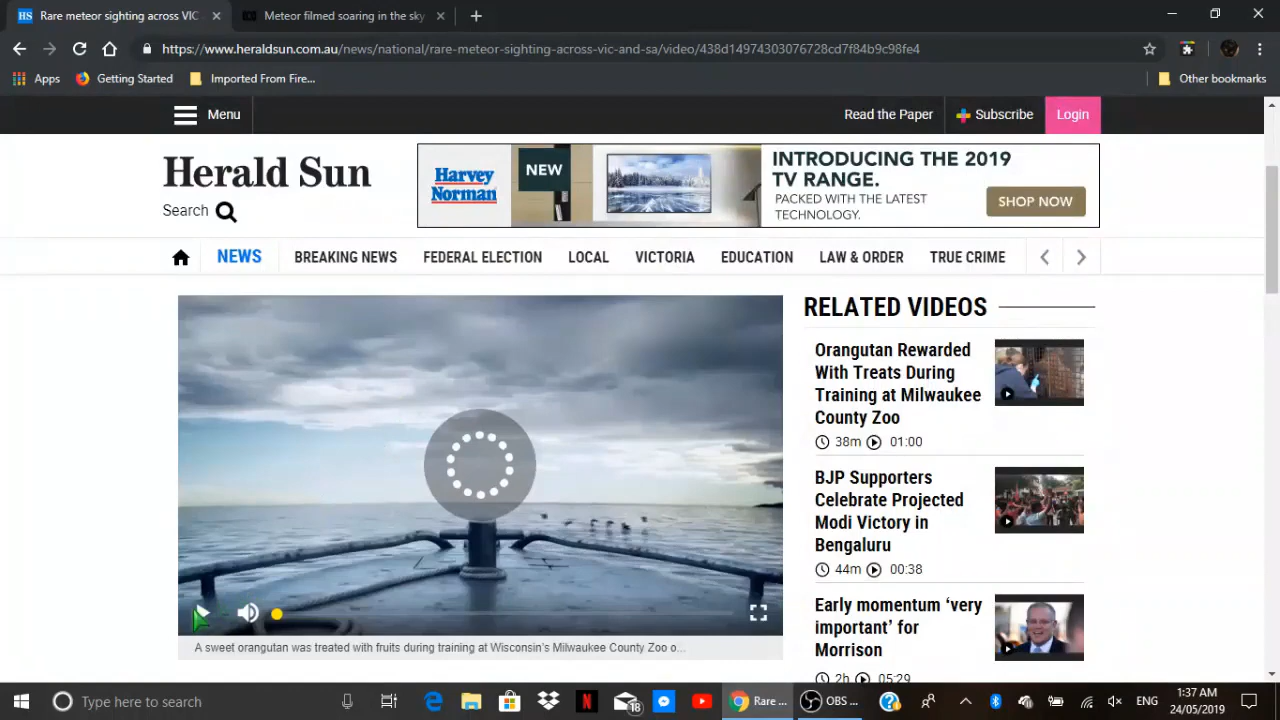 HS Rare meteor sighting across VIC
Meteor filmed soaring in the sky
https://www.heraldsun.com.au/news/national/rare-meteor-sighting-across-vic-and-sa/video/438d14974303076728cd7f84b9c98fe4
Apps Getting Started Imported From Fire... Other bookmarks
Menu Read the Paper Subscribe Login
Herald Sun
Search
Harvey
Norman
NEW
INTRODUCING THE 2019
TV RANGE.
PACKED WITH THE LATEST
TECHNOLOGY.
SHOP NOW
NEWS BREAKING NEWS FEDERAL ELECTION LOCAL VICTORIA EDUCATION LAW & ORDER TRUE CRIME
A sweet orangutan was treated with fruits during training at Wisconsin's Milwaukee County Zoo o...
RELATED VIDEOS
Orangutan Rewarded
With Treats During
Training at Milwaukee
County Zoo
38m 01:00
BJP Supporters
Celebrate Projected
Modi Victory in
Bengaluru
44m 00:38
Early momentum ‘very
important’ for
Morrison
2h 05:29
Type here to search
18
Rare ...
OBS ...
ENG
1:37 AM
24/05/2019